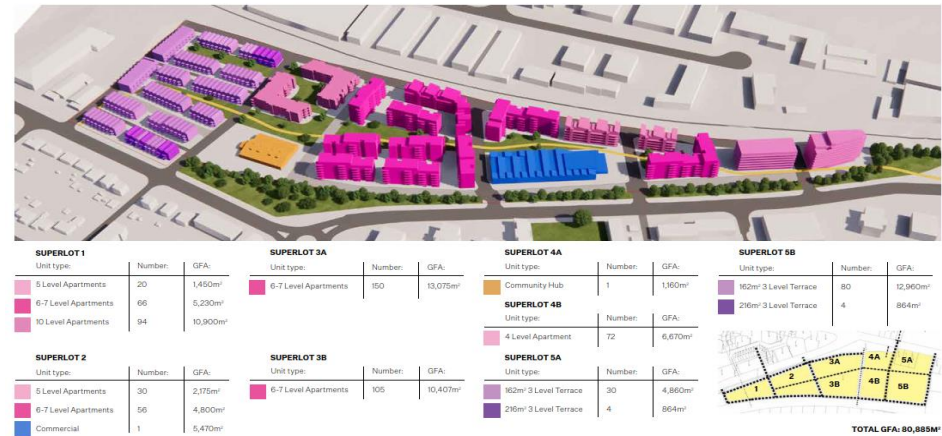 SUPERLOT 1
Unit type: Number: GFA:
5 Level Apartments 20 1,450m²
6-7 Level Apartments 66 5,230m²
10 Level Apartments 94 10,900m²
SUPERLOT 2
Unit type: Number: GFA:
5 Level Apartments 30 2,175m²
6-7 Level Apartments 56 4,800m²
Commercial 1 5,470m²
SUPERLOT 3A
Unit type: Number: GFA:
6-7 Level Apartments 150 13,075m²
SUPERLOT 3B
Unit type: Number: GFA:
6-7 Level Apartments 105 10,407m²
SUPERLOT 4A
Unit type: Number: GFA:
Community Hub 1 1,160m²
SUPERLOT 4B
Unit type: Number: GFA:
4 Level Apartment 72 6,670m²
SUPERLOT 5A
Unit type: Number: GFA:
162m² 3 Level Terrace 30 4,860m²
216m² 3 Level Terrace 4 864m²
SUPERLOT 5B
Unit type: Number: GFA:
162m² 3 Level Terrace 80 12,960m²
216m² 3 Level Terrace 4 864m²
1 2 3A 4A 5A
3B 4B 5B
TOTAL GFA: 80,885M²